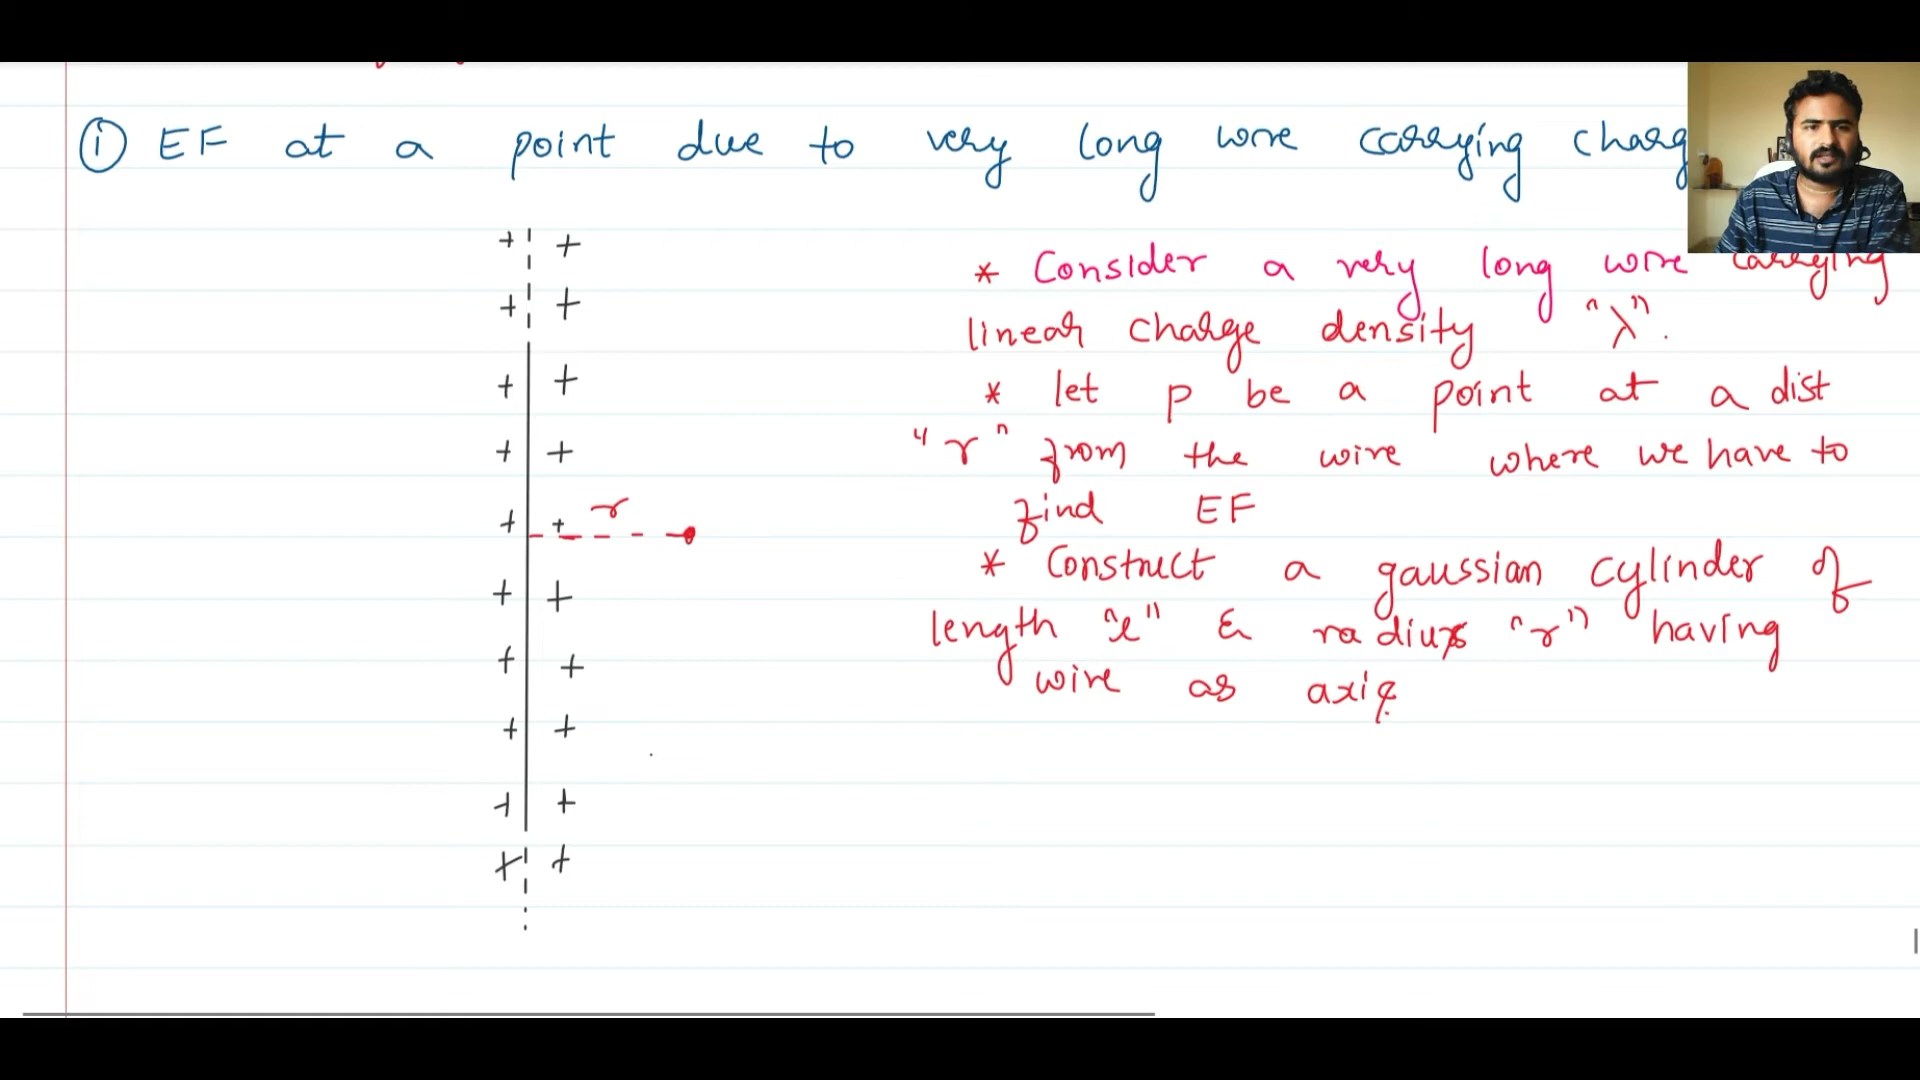 (i) EF at a point due to very long wire carrying charg
* Consider a very long wire carrying
linear charge density "λ".
* let p be a point at a dist
"r" from the wire where we have to
find EF
* Construct a gaussian cylinder of
length "l" & radius "r" having
wire as axis
r